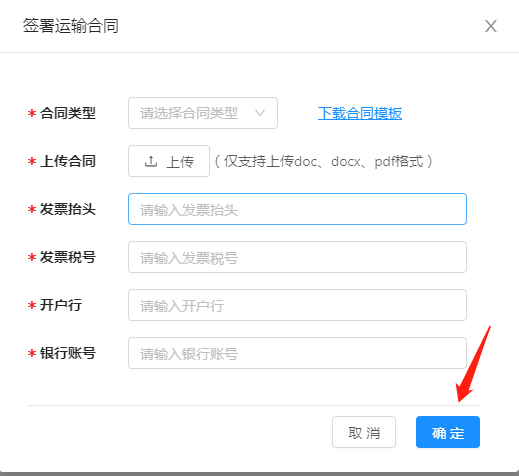 签署运输合同
* 合同类型 请选择合同类型 下载合同模板
* 上传合同 上传 (仅支持上传doc、docx、pdf格式)
* 发票抬头 请输入发票抬头
* 发票税号 请输入发票税号
* 开户行 请输入开户行
* 银行账号 请输入银行账号
取 消 确 定